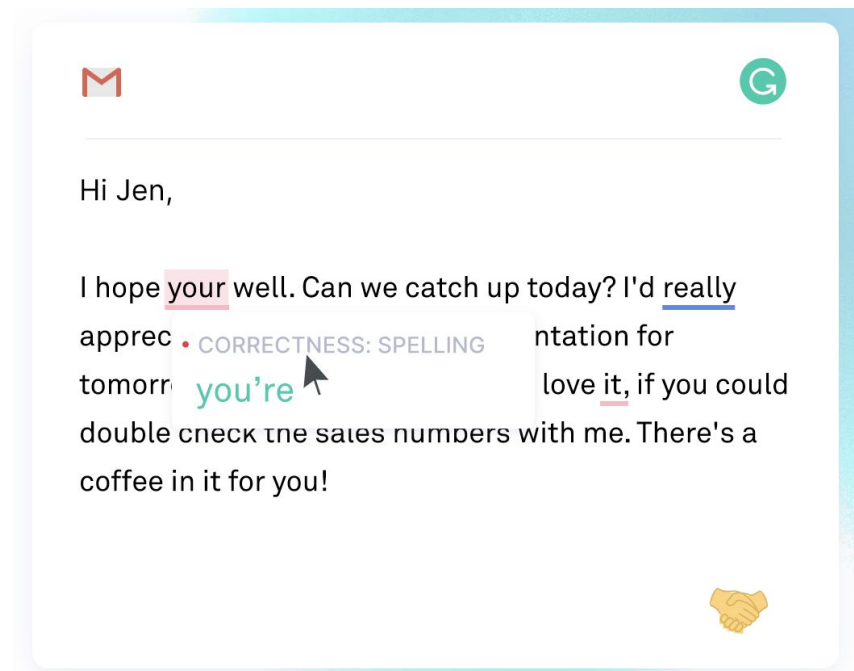 Hi Jen,
I hope your well. Can we catch up today? I'd really
apprec ntation for
• CORRECTNESS: SPELLING
tomorr love it, if you could
you're
double check the sales numbers with me. There's a
coffee in it for you!